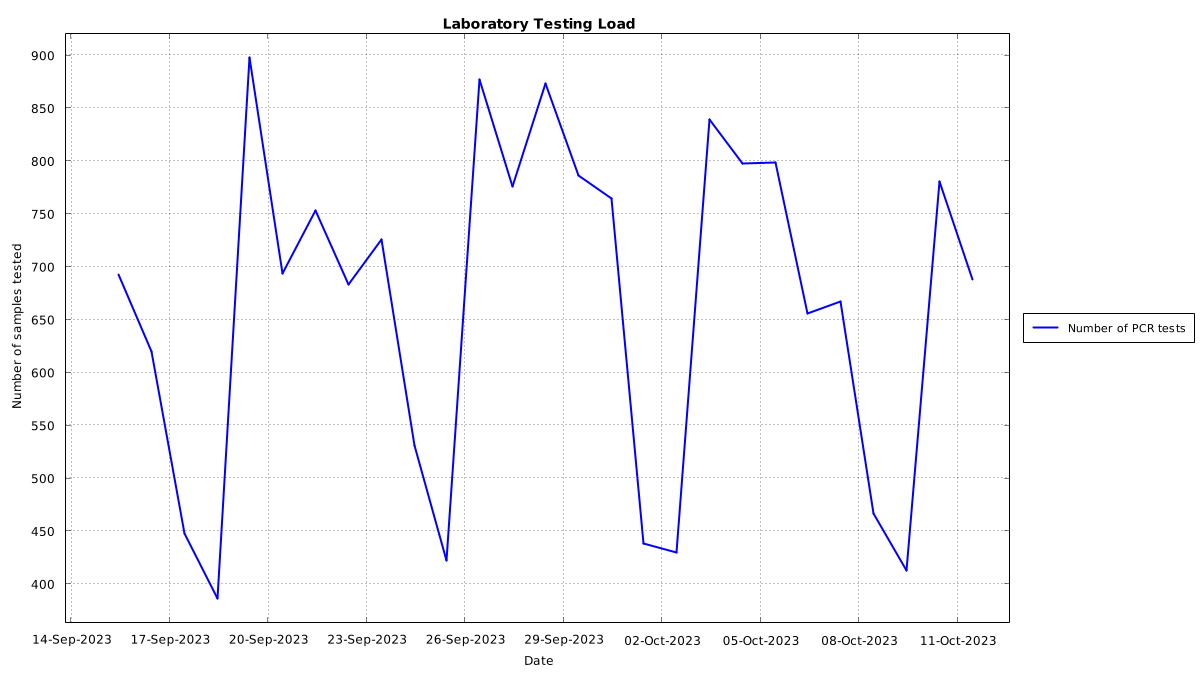 Laboratory Testing Load
900
850
800
750
700
650
600
550
500
450
400
Number of samples tested
14-Sep-2023 17-Sep-2023 20-Sep-2023 23-Sep-2023 26-Sep-2023 29-Sep-2023 02-Oct-2023 05-Oct-2023 08-Oct-2023 11-Oct-2023
Date
Number of PCR tests